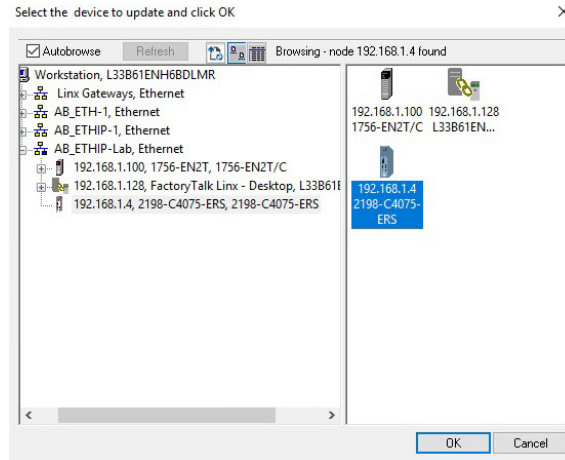 Select the device to update and click OK
Autobrowse Refresh Browsing - node 192.168.1.4 found
Workstation, L33B61ENH6BDLMR
Linx Gateways, Ethernet
AB_ETH-1, Ethernet
AB_ETHIP-1, Ethernet
AB_ETHIP-Lab, Ethernet
192.168.1.100, 1756-EN2T, 1756-EN2T/C
192.168.1.128, FactoryTalk Linx - Desktop, L33B61E
192.168.1.4, 2198-C4075-ERS, 2198-C4075-ERS
192.168.1.100
1756-EN2T/C
192.168.1.128
L33B61EN...
192.168.1.4
2198-C4075-
ERS
OK Cancel